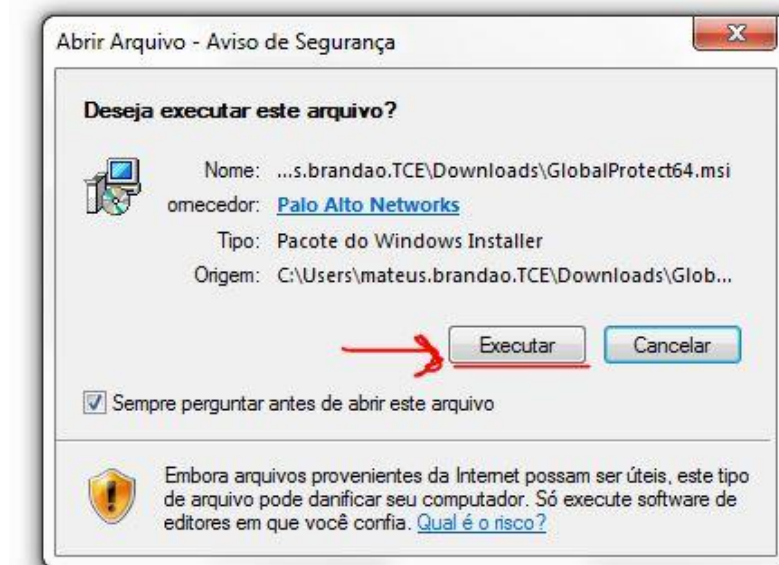 Abrir Arquivo - Aviso de Segurança
Deseja executar este arquivo?
Nome: ...s.brandao.TCE\Downloads\GlobalProtect64.msi
ornecedor: Palo Alto Networks
Tipo: Pacote do Windows Installer
Origem: C:\Users\mateus.brandao.TCE\Downloads\Glob...
Executar Cancelar
Sempre perguntar antes de abrir este arquivo
Embora arquivos provenientes da Internet possam ser úteis, este tipo
de arquivo pode danificar seu computador. Só execute software de
editores em que você confia. Qual é o risco?